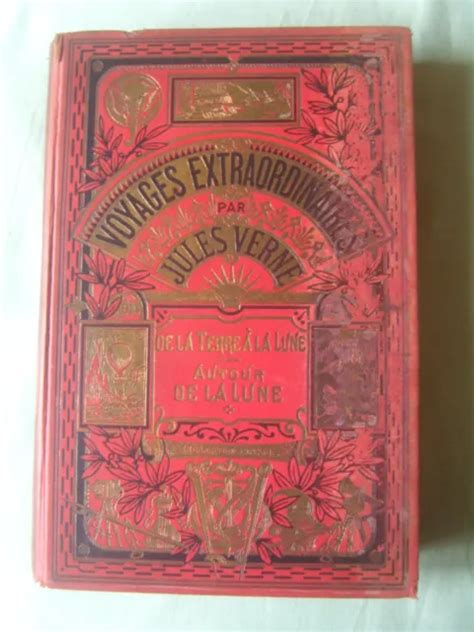 VOYAGES EXTRAORDINAIRES
PAR
JULES VERNE
DE LA TERRE À LA LUNE
AUTOUR
DE LA LUNE